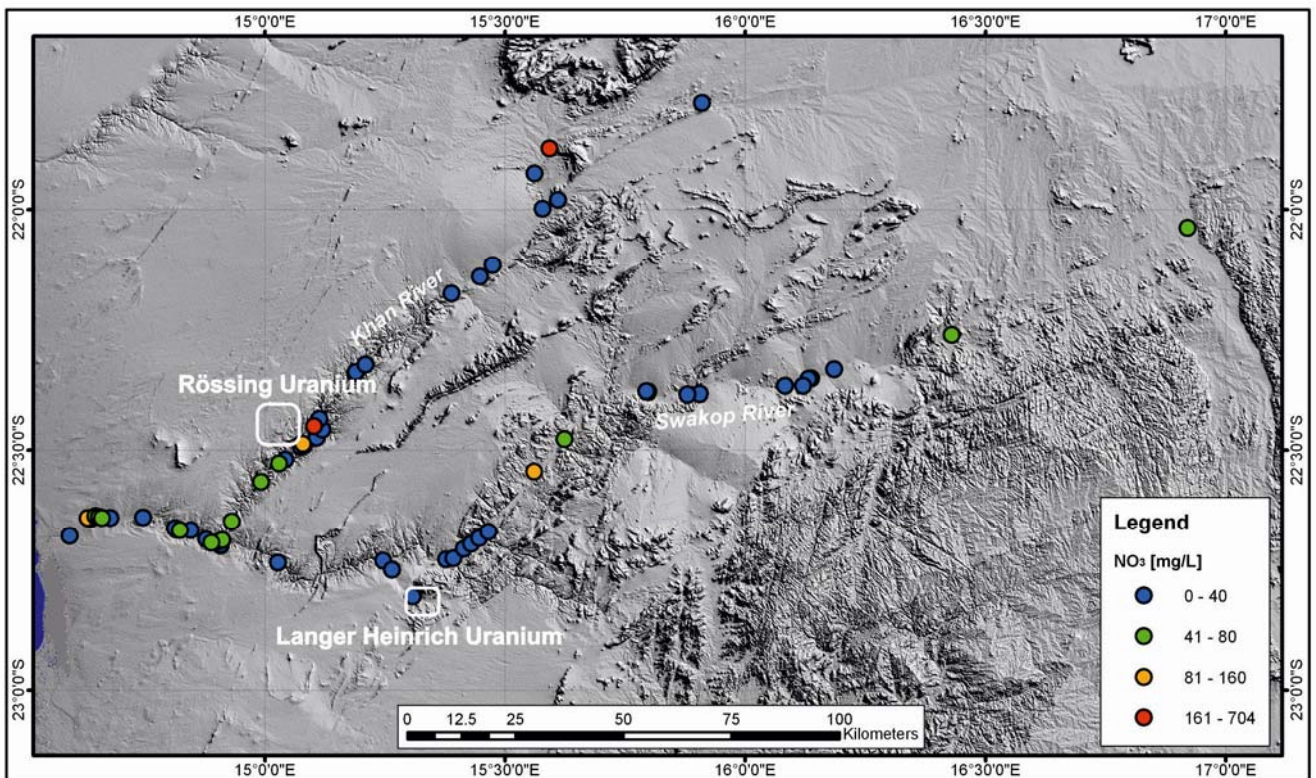 15°0'0"E 15°30'0"E 16°0'0"E 16°30'0"E 17°0'0"E
22°0'0"S 22°0'0"S
Khan River
Rössing Uranium
Swakop River
22°30'0"S 22°30'0"S
Langer Heinrich Uranium
23°0'0"S 23°0'0"S
Legend
NO₃ [mg/L]
0 - 40
41 - 80
81 - 160
161 - 704
0 12.5 25 50 75 100
Kilometers
15°0'0"E 15°30'0"E 16°0'0"E 16°30'0"E 17°0'0"E